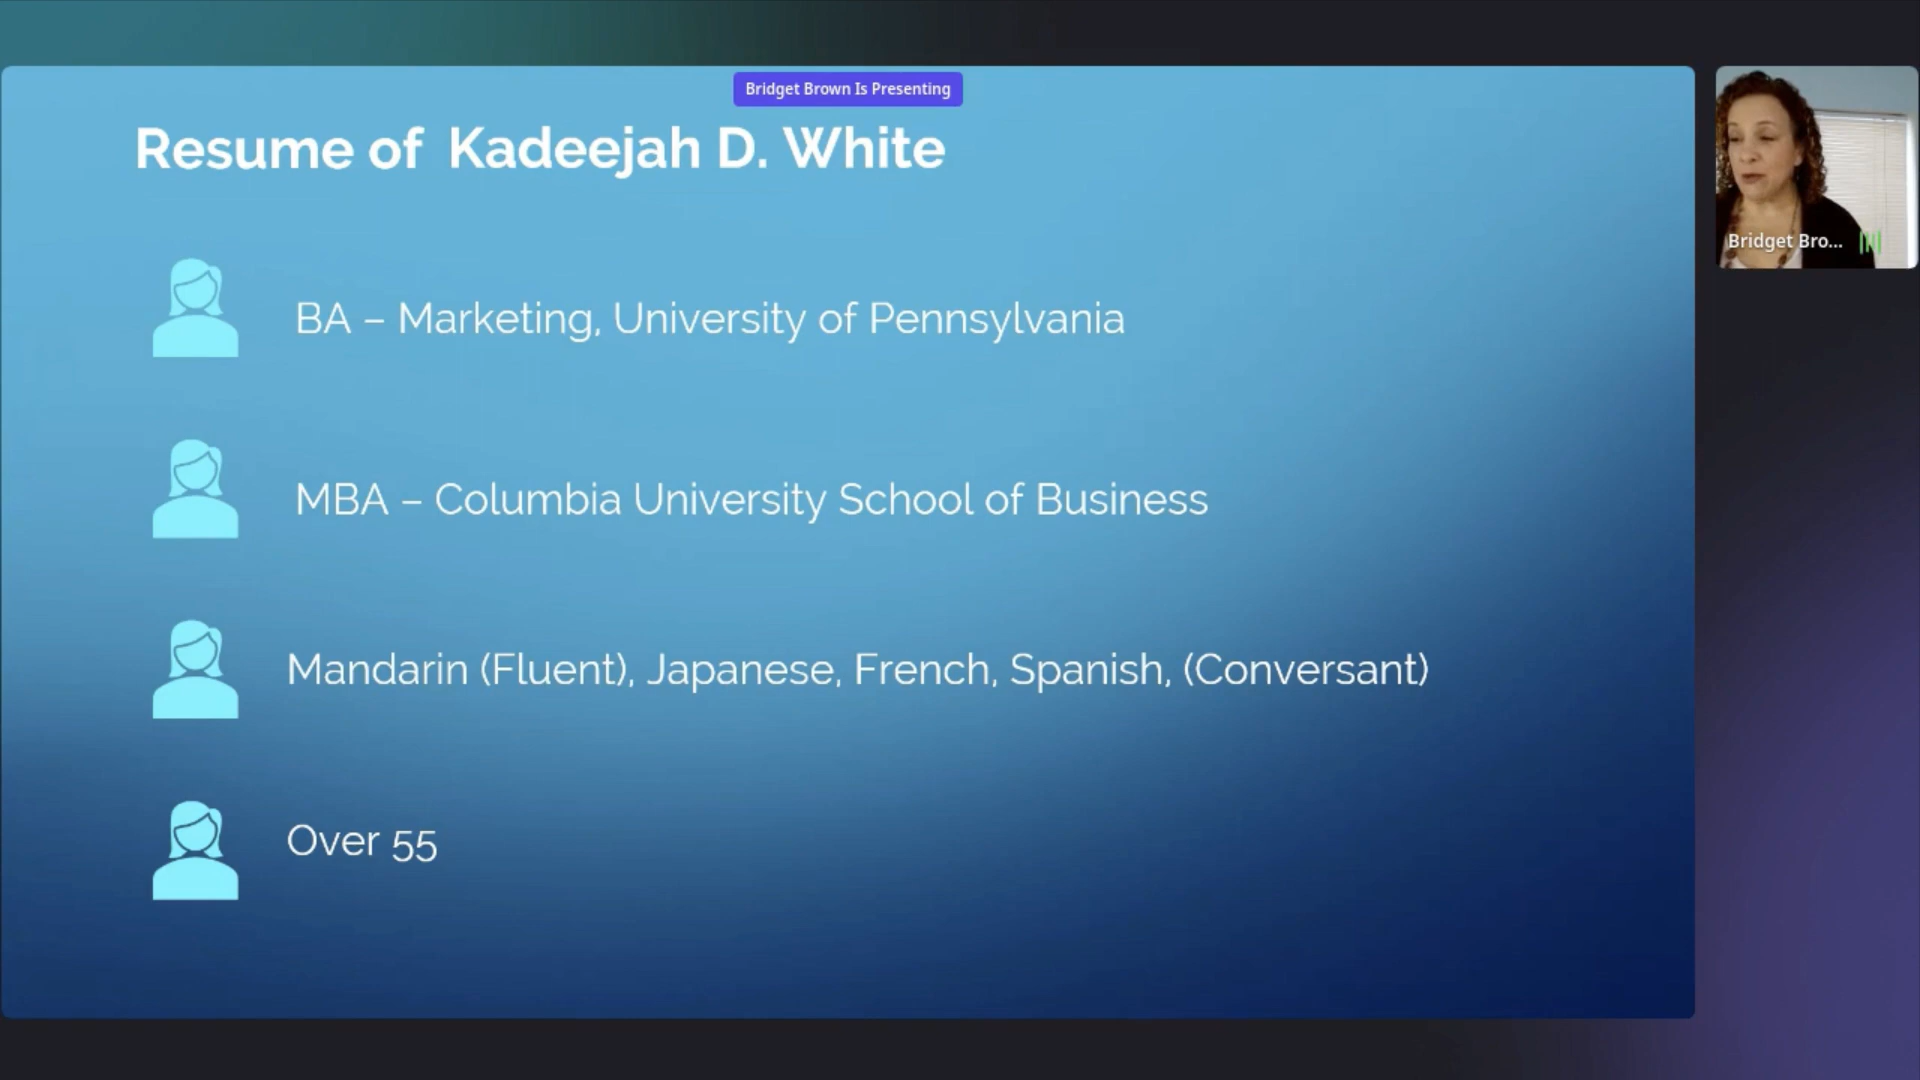 Bridget Brown Is Presenting
Resume of Kadeejah D. White
BA – Marketing, University of Pennsylvania
MBA – Columbia University School of Business
Mandarin (Fluent), Japanese, French, Spanish, (Conversant)
Over 55
Bridget Bro...